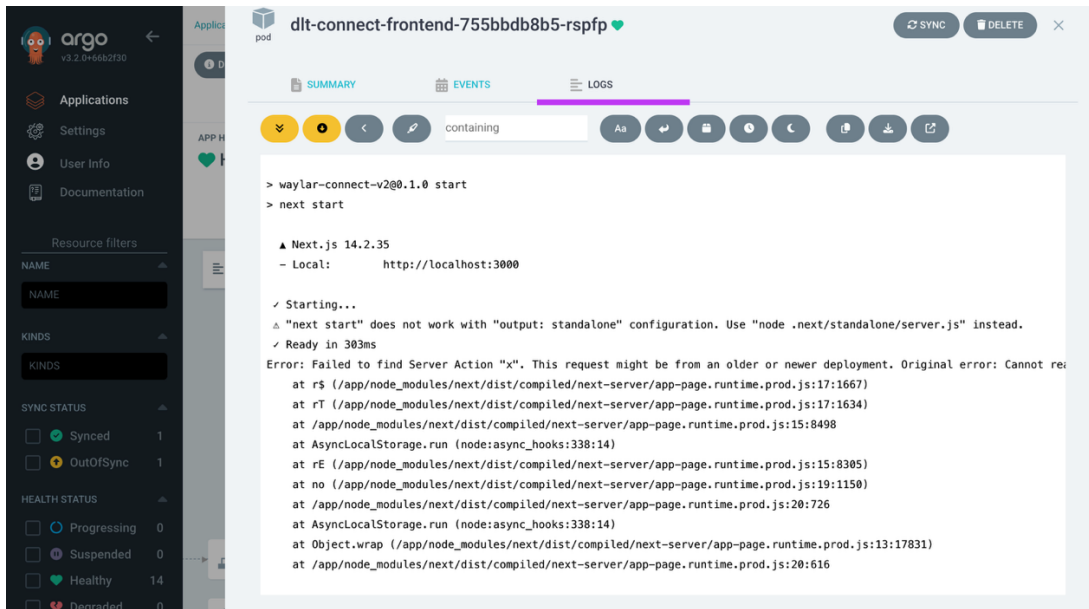 argo
v3.2.0+66b2f30
Applications
Settings
User Info
Documentation
Resource filters
NAME
NAME
KINDS
KINDS
SYNC STATUS
Synced 1
OutOfSync 1
HEALTH STATUS
Progressing 0
Suspended 0
Healthy 14
Degraded 0
Applica
D
APP H
H
pod
dlt-connect-frontend-755bbdb8b5-rspfp
SYNC
DELETE
SUMMARY
EVENTS
LOGS
containing
Aa
> waylar-connect-v2@0.1.0 start
> next start
▲ Next.js 14.2.35
- Local: http://localhost:3000
✓ Starting...
⚠ "next start" does not work with "output: standalone" configuration. Use "node .next/standalone/server.js" instead.
✓ Ready in 303ms
Error: Failed to find Server Action "x". This request might be from an older or newer deployment. Original error: Cannot rea
at r$ (/app/node_modules/next/dist/compiled/next-server/app-page.runtime.prod.js:17:1667)
at rT (/app/node_modules/next/dist/compiled/next-server/app-page.runtime.prod.js:17:1634)
at /app/node_modules/next/dist/compiled/next-server/app-page.runtime.prod.js:15:8498
at AsyncLocalStorage.run (node:async_hooks:338:14)
at rE (/app/node_modules/next/dist/compiled/next-server/app-page.runtime.prod.js:15:8305)
at no (/app/node_modules/next/dist/compiled/next-server/app-page.runtime.prod.js:19:1150)
at /app/node_modules/next/dist/compiled/next-server/app-page.runtime.prod.js:20:726
at AsyncLocalStorage.run (node:async_hooks:338:14)
at Object.wrap (/app/node_modules/next/dist/compiled/next-server/app-page.runtime.prod.js:13:17831)
at /app/node_modules/next/dist/compiled/next-server/app-page.runtime.prod.js:20:616